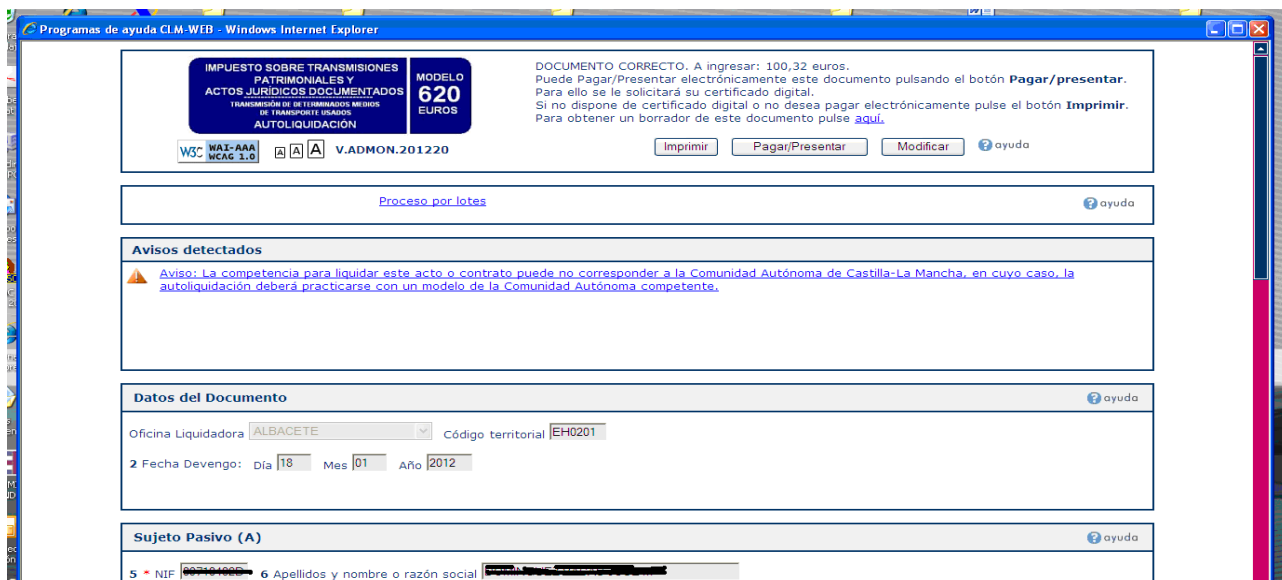 Programas de ayuda CLM-WEB - Windows Internet Explorer
IMPUESTO SOBRE TRANSMISIONES
PATRIMONIALES Y
ACTOS JURÍDICOS DOCUMENTADOS
TRANSMISIÓN DE DETERMINADOS MEDIOS
DE TRANSPORTE USADOS
AUTOLIQUIDACIÓN
MODELO
620
EUROS
DOCUMENTO CORRECTO. A ingresar: 100,32 euros.
Puede Pagar/Presentar electrónicamente este documento pulsando el botón Pagar/presentar.
Para ello se le solicitará su certificado digital.
Si no dispone de certificado digital o no desea pagar electrónicamente pulse el botón Imprimir.
Para obtener un borrador de este documento pulse aquí.
W3C WAI-AAA WCAG 1.0 A A A V.ADMON.201220
Imprimir Pagar/Presentar Modificar ? ayuda
Proceso por lotes ? ayuda
Avisos detectados
Aviso: La competencia para liquidar este acto o contrato puede no corresponder a la Comunidad Autónoma de Castilla-La Mancha, en cuyo caso, la
autoliquidación deberá practicarse con un modelo de la Comunidad Autónoma competente.
Datos del Documento ? ayuda
Oficina Liquidadora ALBACETE Código territorial EH0201
2 Fecha Devengo: Día 18 Mes 01 Año 2012
Sujeto Pasivo (A) ? ayuda
5 * NIF 6 Apellidos y nombre o razón social